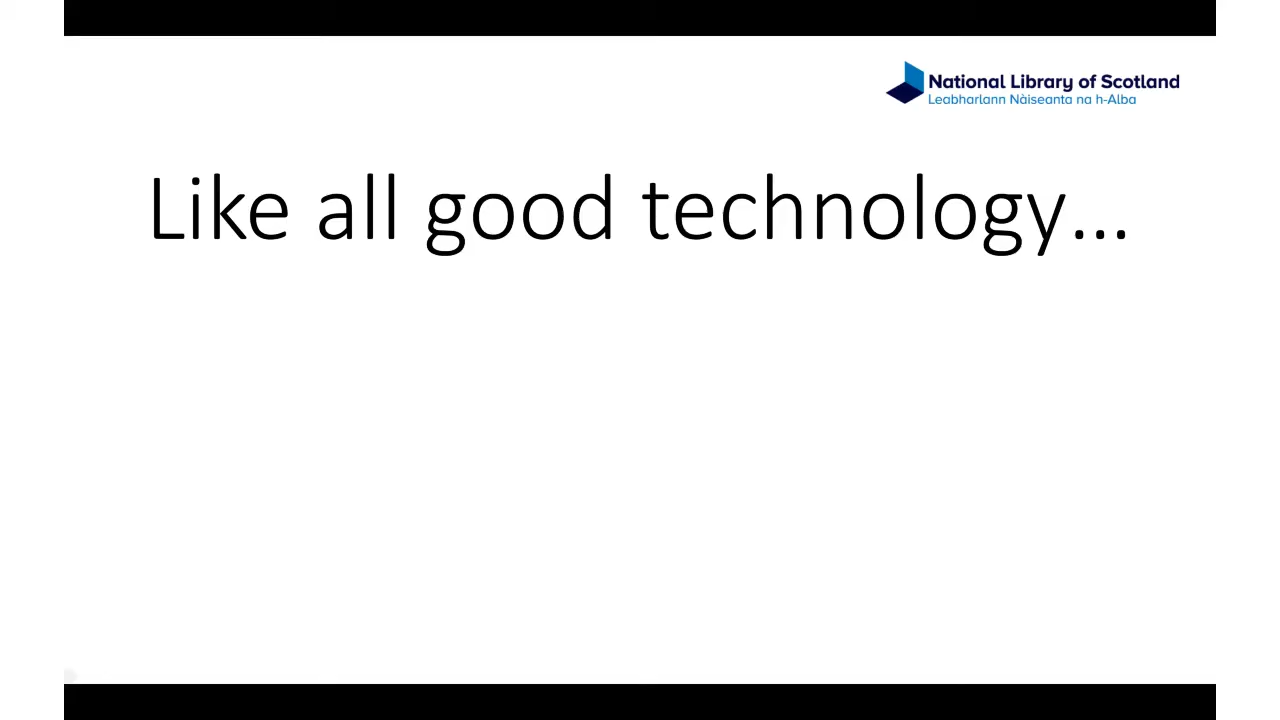 National Library of Scotland
Leabharlann Nàiseanta na h-Alba
Like all good technology...